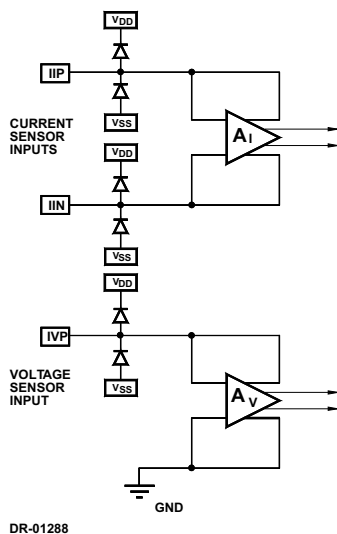 VDD
IIP
CURRENT
SENSOR
INPUTS
VSS
VDD
AI
IIN
VSS
VDD
IVP
VOLTAGE
SENSOR
INPUT
VSS
AV
GND
DR-01288